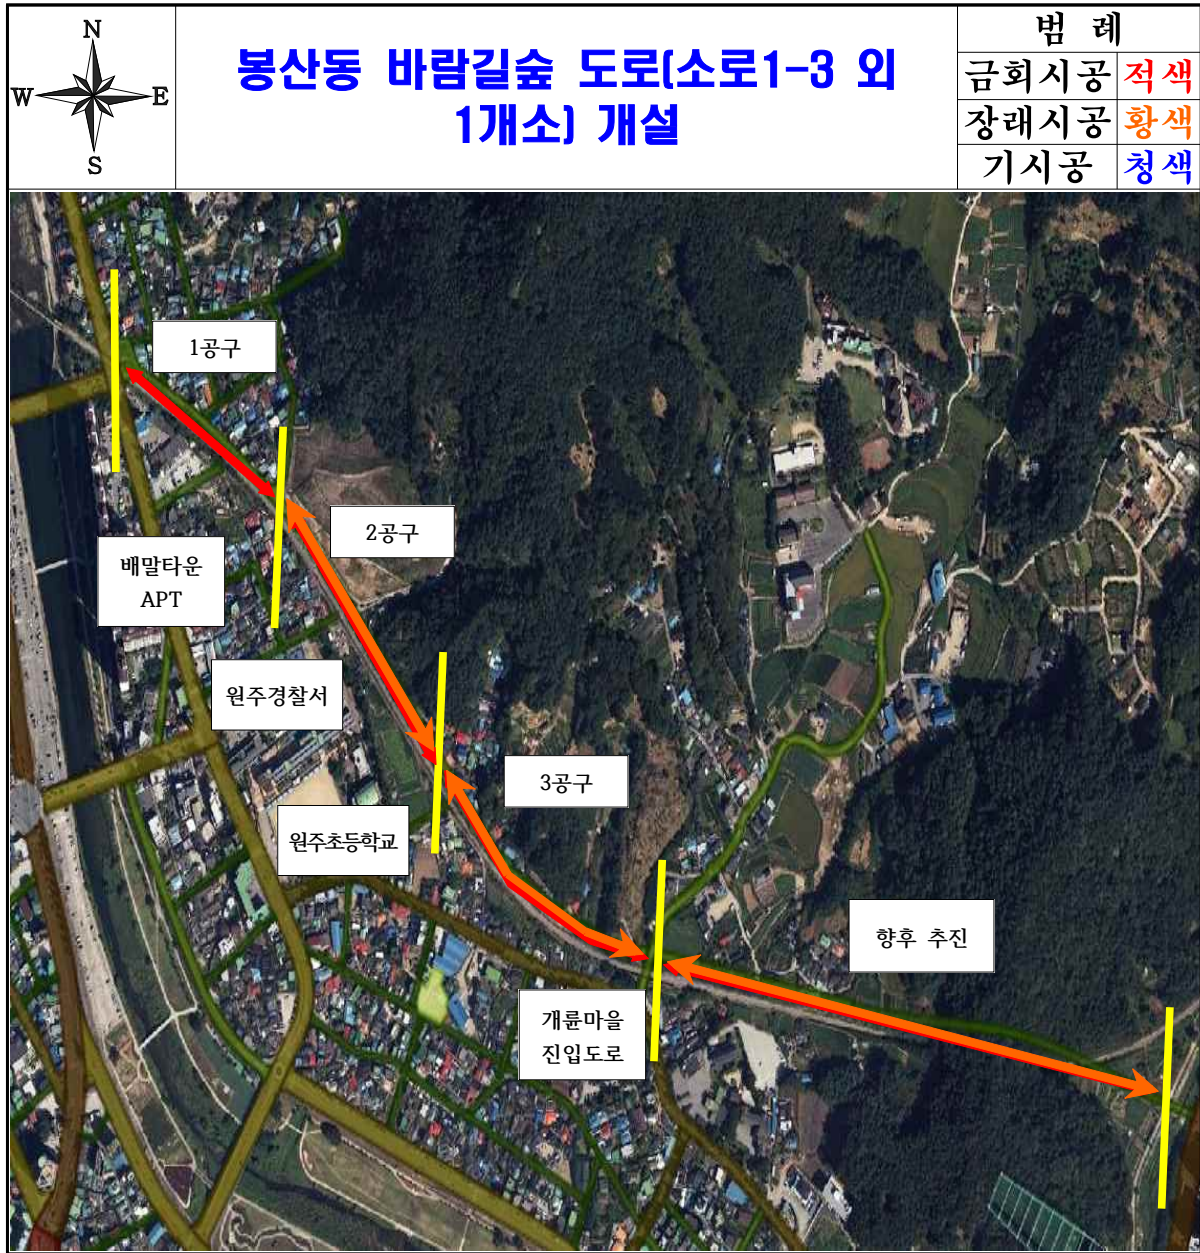 N
W
E
S
봉산동 바람길숲 도로(소로1-3 외
1개소) 개설
범 례
금회시공 적색
장래시공 황색
기시공 청색
1공구
2공구
배말타운
APT
원주경찰서
3공구
원주초등학교
향후 추진
개륜마을
진입도로